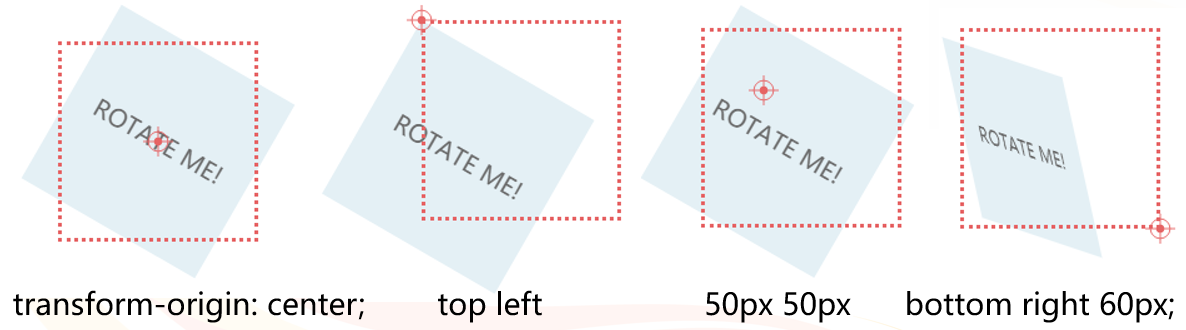 ROTATE ME!
ROTATE ME!
ROTATE ME!
ROTATE ME!
transform-origin: center;
top left
50px 50px
bottom right 60px;